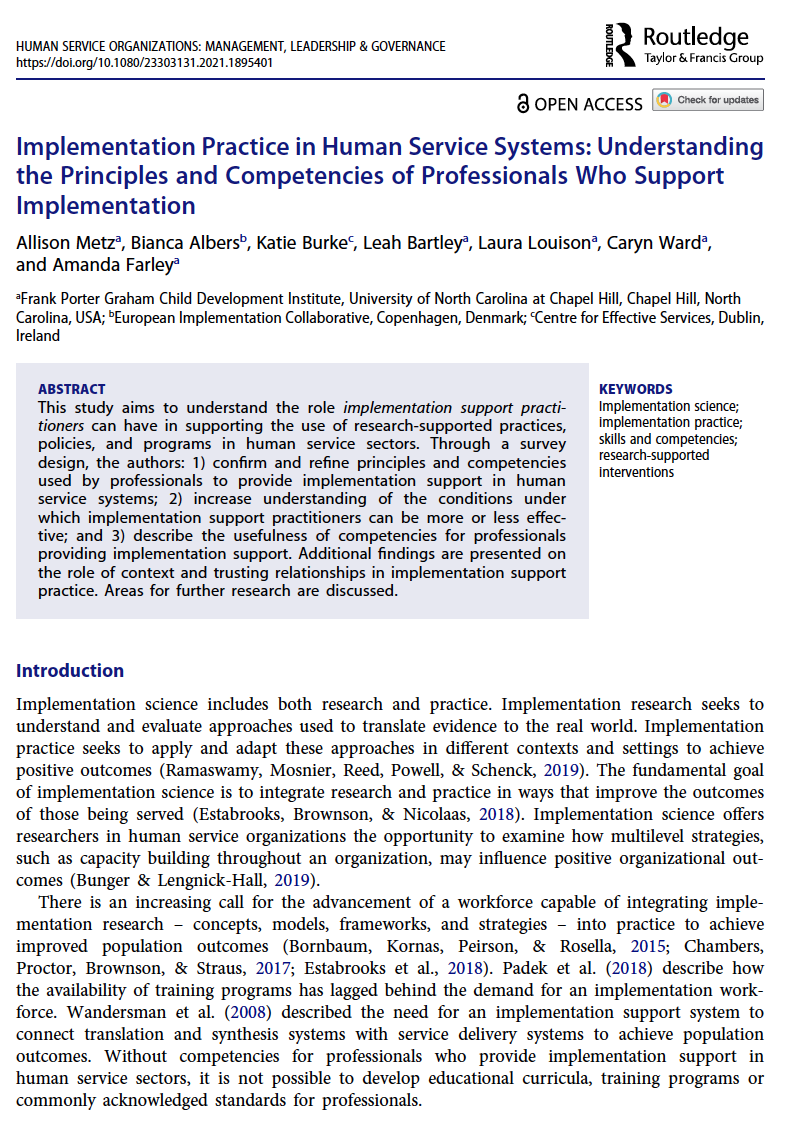 HUMAN SERVICE ORGANIZATIONS: MANAGEMENT, LEADERSHIP & GOVERNANCE
https://doi.org/10.1080/23303131.2021.1895401
ROUTLEDGE
Routledge
Taylor & Francis Group
OPEN ACCESS
Check for updates
Implementation Practice in Human Service Systems: Understanding
the Principles and Competencies of Professionals Who Support
Implementation
Allison Metzᵃ, Bianca Albersᵇ, Katie Burkeᶜ, Leah Bartleyᵃ, Laura Louisonᵃ, Caryn Wardᵃ,
and Amanda Farleyᵃ
ᵃFrank Porter Graham Child Development Institute, University of North Carolina at Chapel Hill, Chapel Hill, North
Carolina, USA; ᵇEuropean Implementation Collaborative, Copenhagen, Denmark; ᶜCentre for Effective Services, Dublin,
Ireland
ABSTRACT
This study aims to understand the role implementation support practi-
tioners can have in supporting the use of research-supported practices,
policies, and programs in human service sectors. Through a survey
design, the authors: 1) confirm and refine principles and competencies
used by professionals to provide implementation support in human
service systems; 2) increase understanding of the conditions under
which implementation support practitioners can be more or less effec-
tive; and 3) describe the usefulness of competencies for professionals
providing implementation support. Additional findings are presented on
the role of context and trusting relationships in implementation support
practice. Areas for further research are discussed.
KEYWORDS
Implementation science;
implementation practice;
skills and competencies;
research-supported
interventions
Introduction
Implementation science includes both research and practice. Implementation research seeks to
understand and evaluate approaches used to translate evidence to the real world. Implementation
practice seeks to apply and adapt these approaches in different contexts and settings to achieve
positive outcomes (Ramaswamy, Mosnier, Reed, Powell, & Schenck, 2019). The fundamental goal
of implementation science is to integrate research and practice in ways that improve the outcomes
of those being served (Estabrooks, Brownson, & Nicolaas, 2018). Implementation science offers
researchers in human service organizations the opportunity to examine how multilevel strategies,
such as capacity building throughout an organization, may influence positive organizational out-
comes (Bunger & Lengnick-Hall, 2019).
There is an increasing call for the advancement of a workforce capable of integrating imple-
mentation research – concepts, models, frameworks, and strategies – into practice to achieve
improved population outcomes (Bornbaum, Kornas, Peirson, & Rosella, 2015; Chambers,
Proctor, Brownson, & Straus, 2017; Estabrooks et al., 2018). Padek et al. (2018) describe how
the availability of training programs has lagged behind the demand for an implementation work-
force. Wandersman et al. (2008) described the need for an implementation support system to
connect translation and synthesis systems with service delivery systems to achieve population
outcomes. Without competencies for professionals who provide implementation support in
human service sectors, it is not possible to develop educational curricula, training programs or
commonly acknowledged standards for professionals.